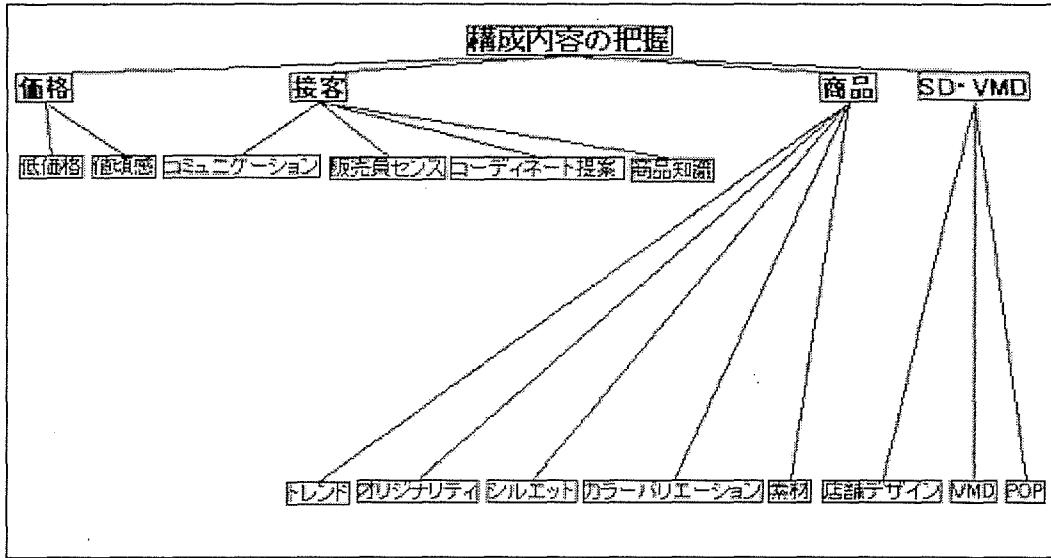 構成内容の把握
価格
接客
商品
SD・VMD
低価格
値頃感
コミュニケーション
販売員センス
コーディネート提案
商品知識
トレンド
オリジナリティ
シルエット
カラーバリエーション
素材
店舗デザイン
VMD
POP